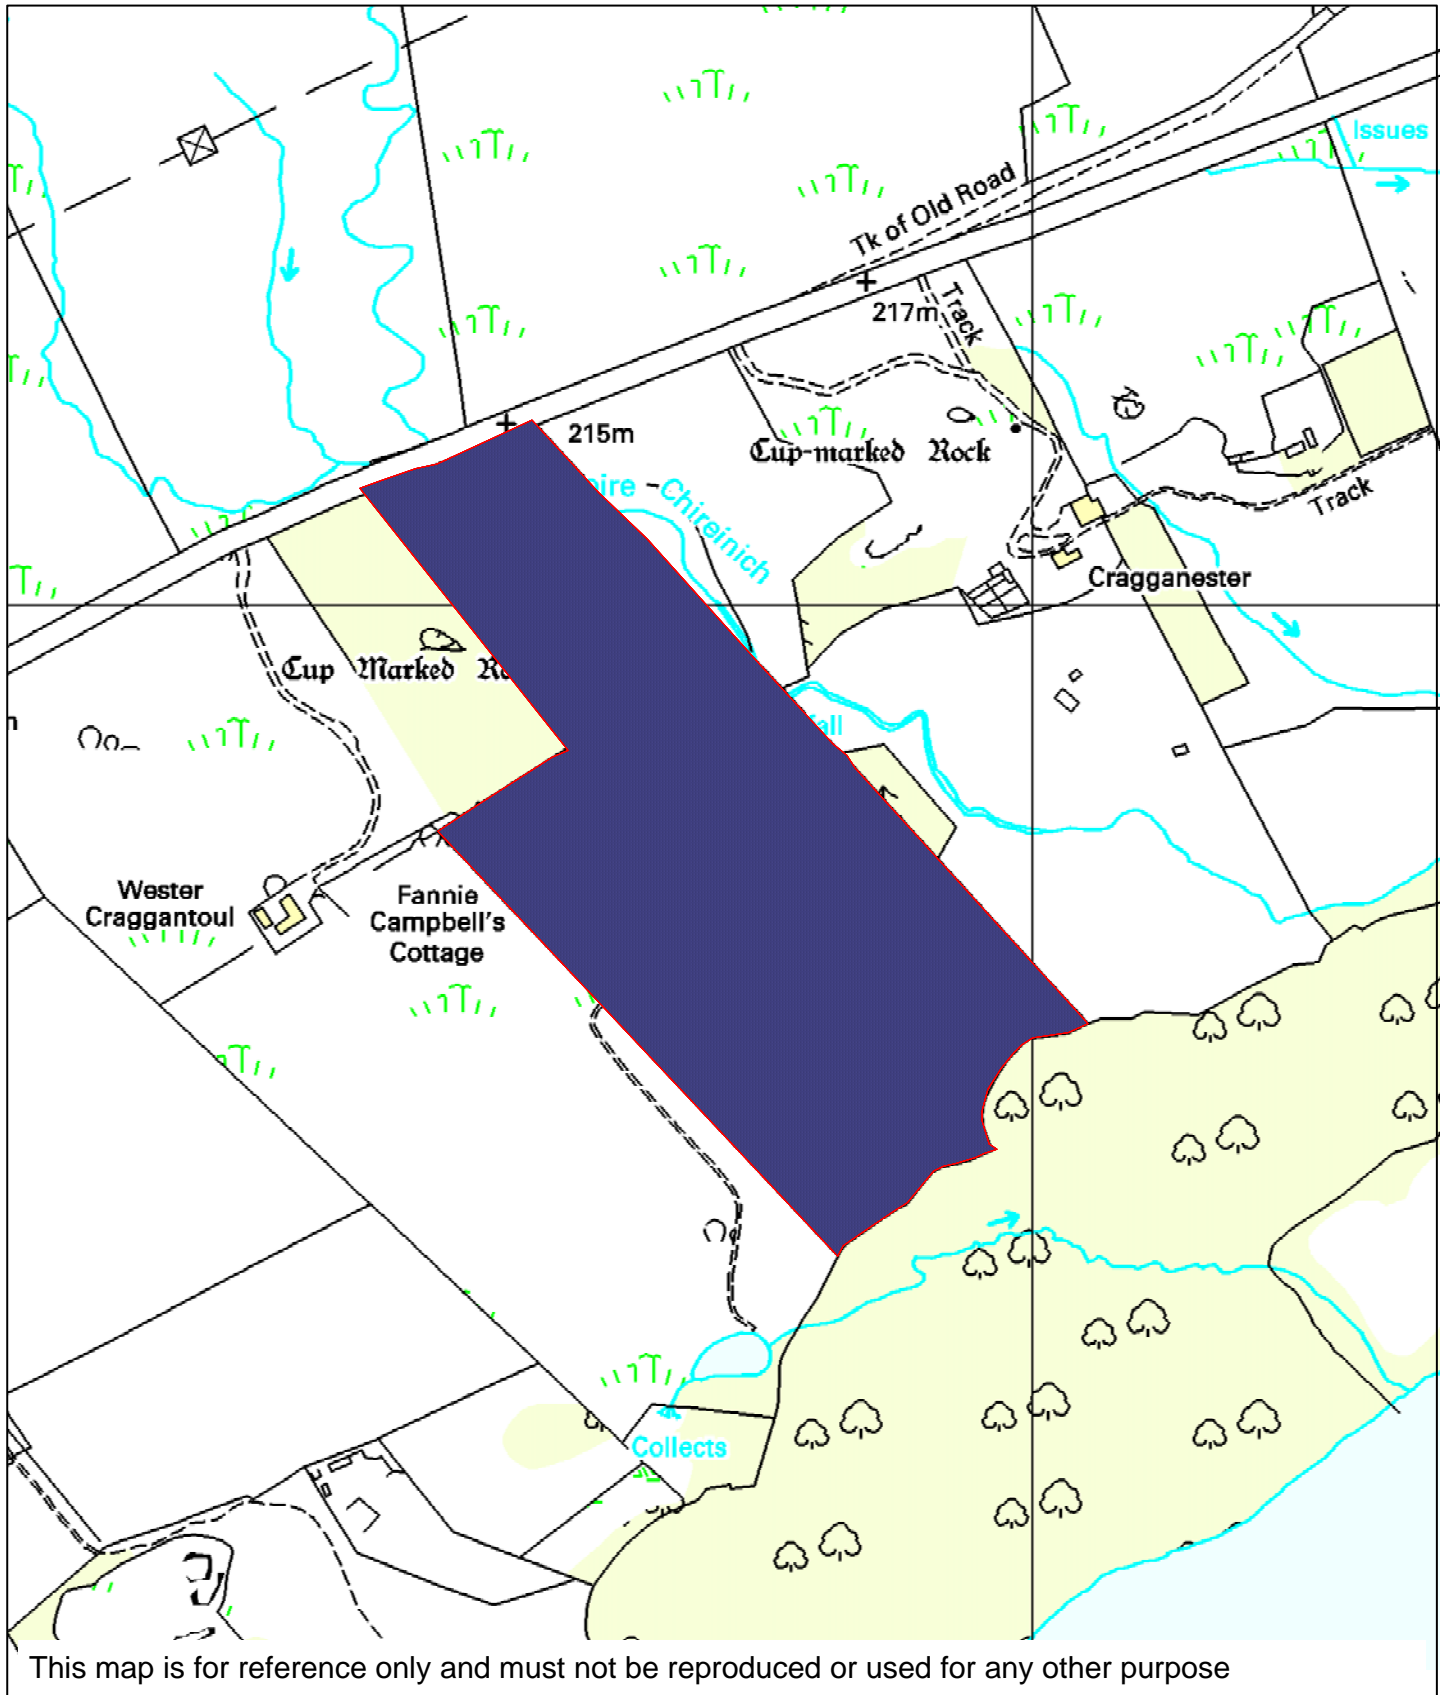 Issues
Tk of Old Road
217m
Track
215m
Cup-marked Rock
Chireinich
Track
Cragganester
Cup Marked
Wester
Craggantoul
Fannie
Campbell's
Cottage
Collects
This map is for reference only and must not be reproduced or used for any other purpose